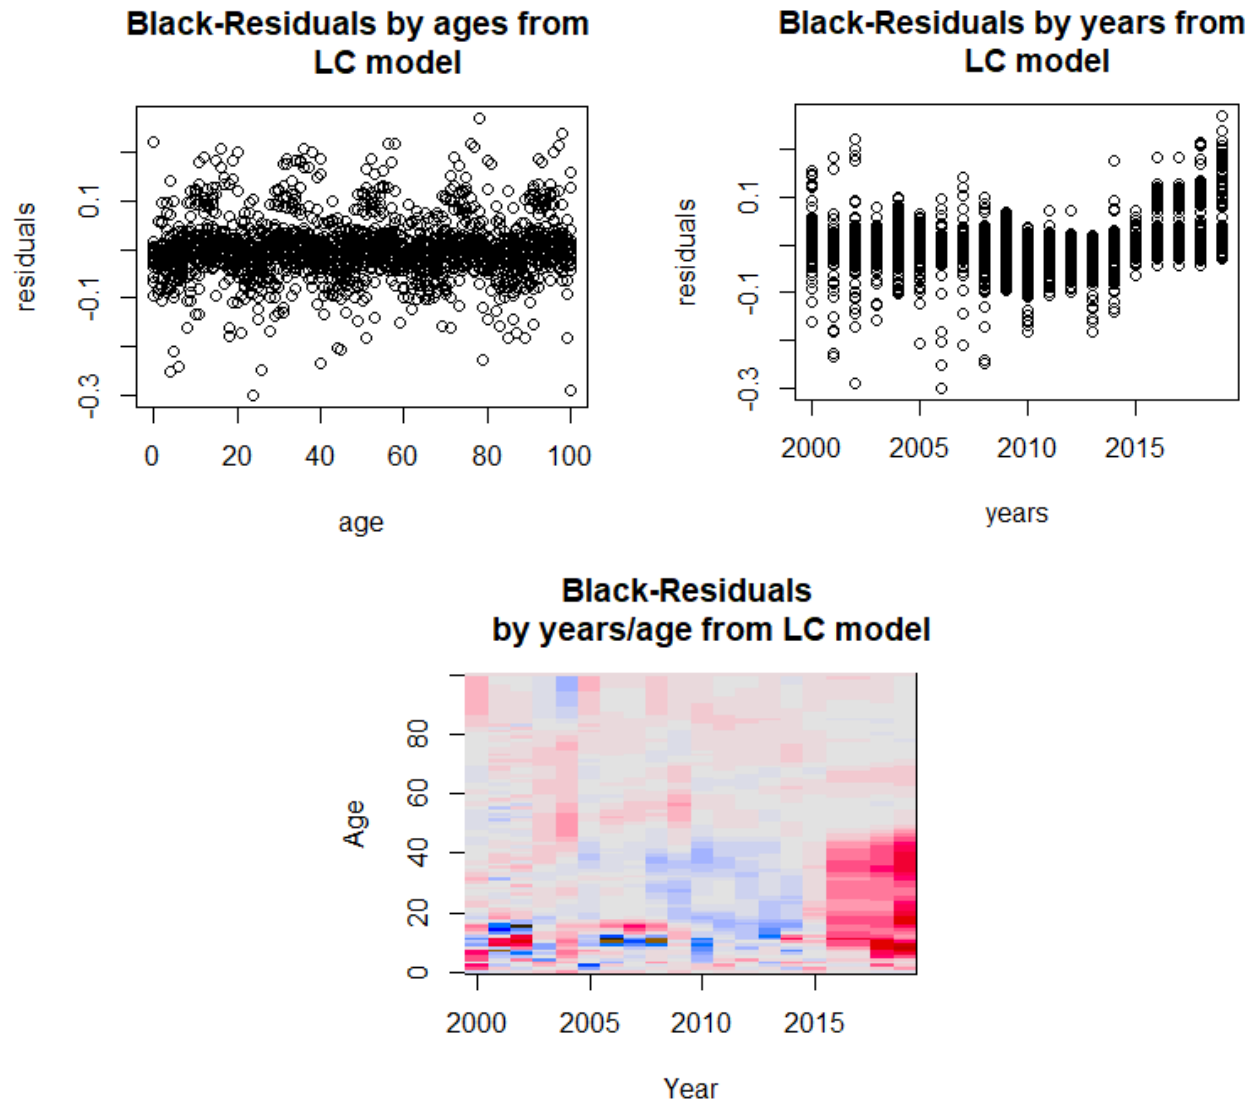 Black-Residuals by ages from
LC model
residuals
0.1
-0.1
-0.3
0 20 40 60 80 100
age
Black-Residuals by years from
LC model
residuals
0.1
-0.1
-0.3
2000 2005 2010 2015
years
Black-Residuals
by years/age from LC model
Age
80
60
40
20
0
2000 2005 2010 2015
Year